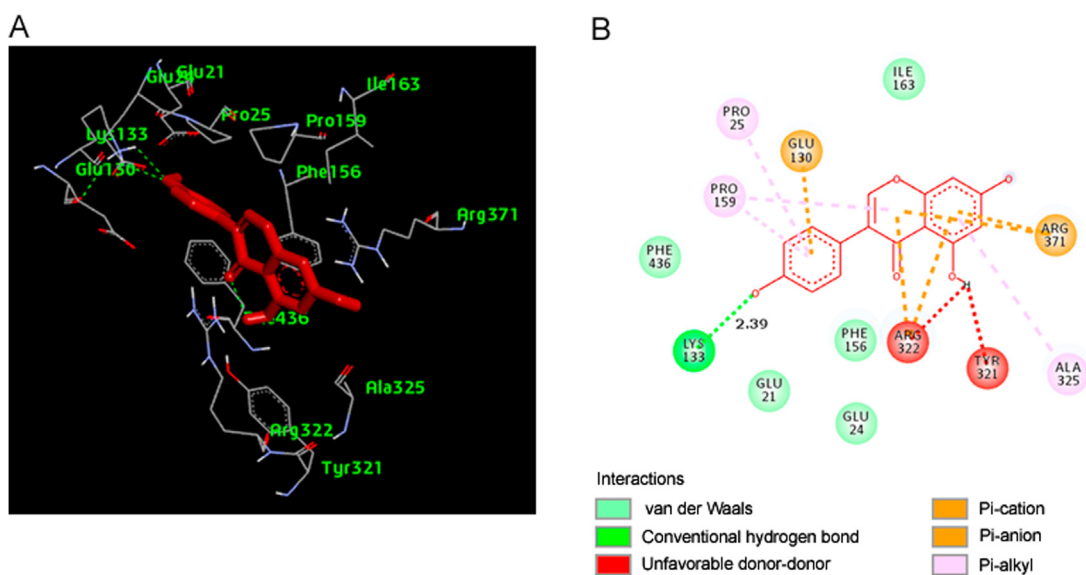 A
Glu21
Lys133
Pro25
Ile163
Pro159
Glu130
Phe156
Arg371
Ala325
Arg322
Tyr321
B
ILE
163
PRO
25
GLU
130
PRO
159
ARG
371
PHE
436
O
O
O
O
O
H
2.39
LYS
133
PHE
156
ARG
322
TYR
321
ALA
325
GLU
21
GLU
24
Interactions
van der Waals
Conventional hydrogen bond
Unfavorable donor-donor
Pi-cation
Pi-anion
Pi-alkyl